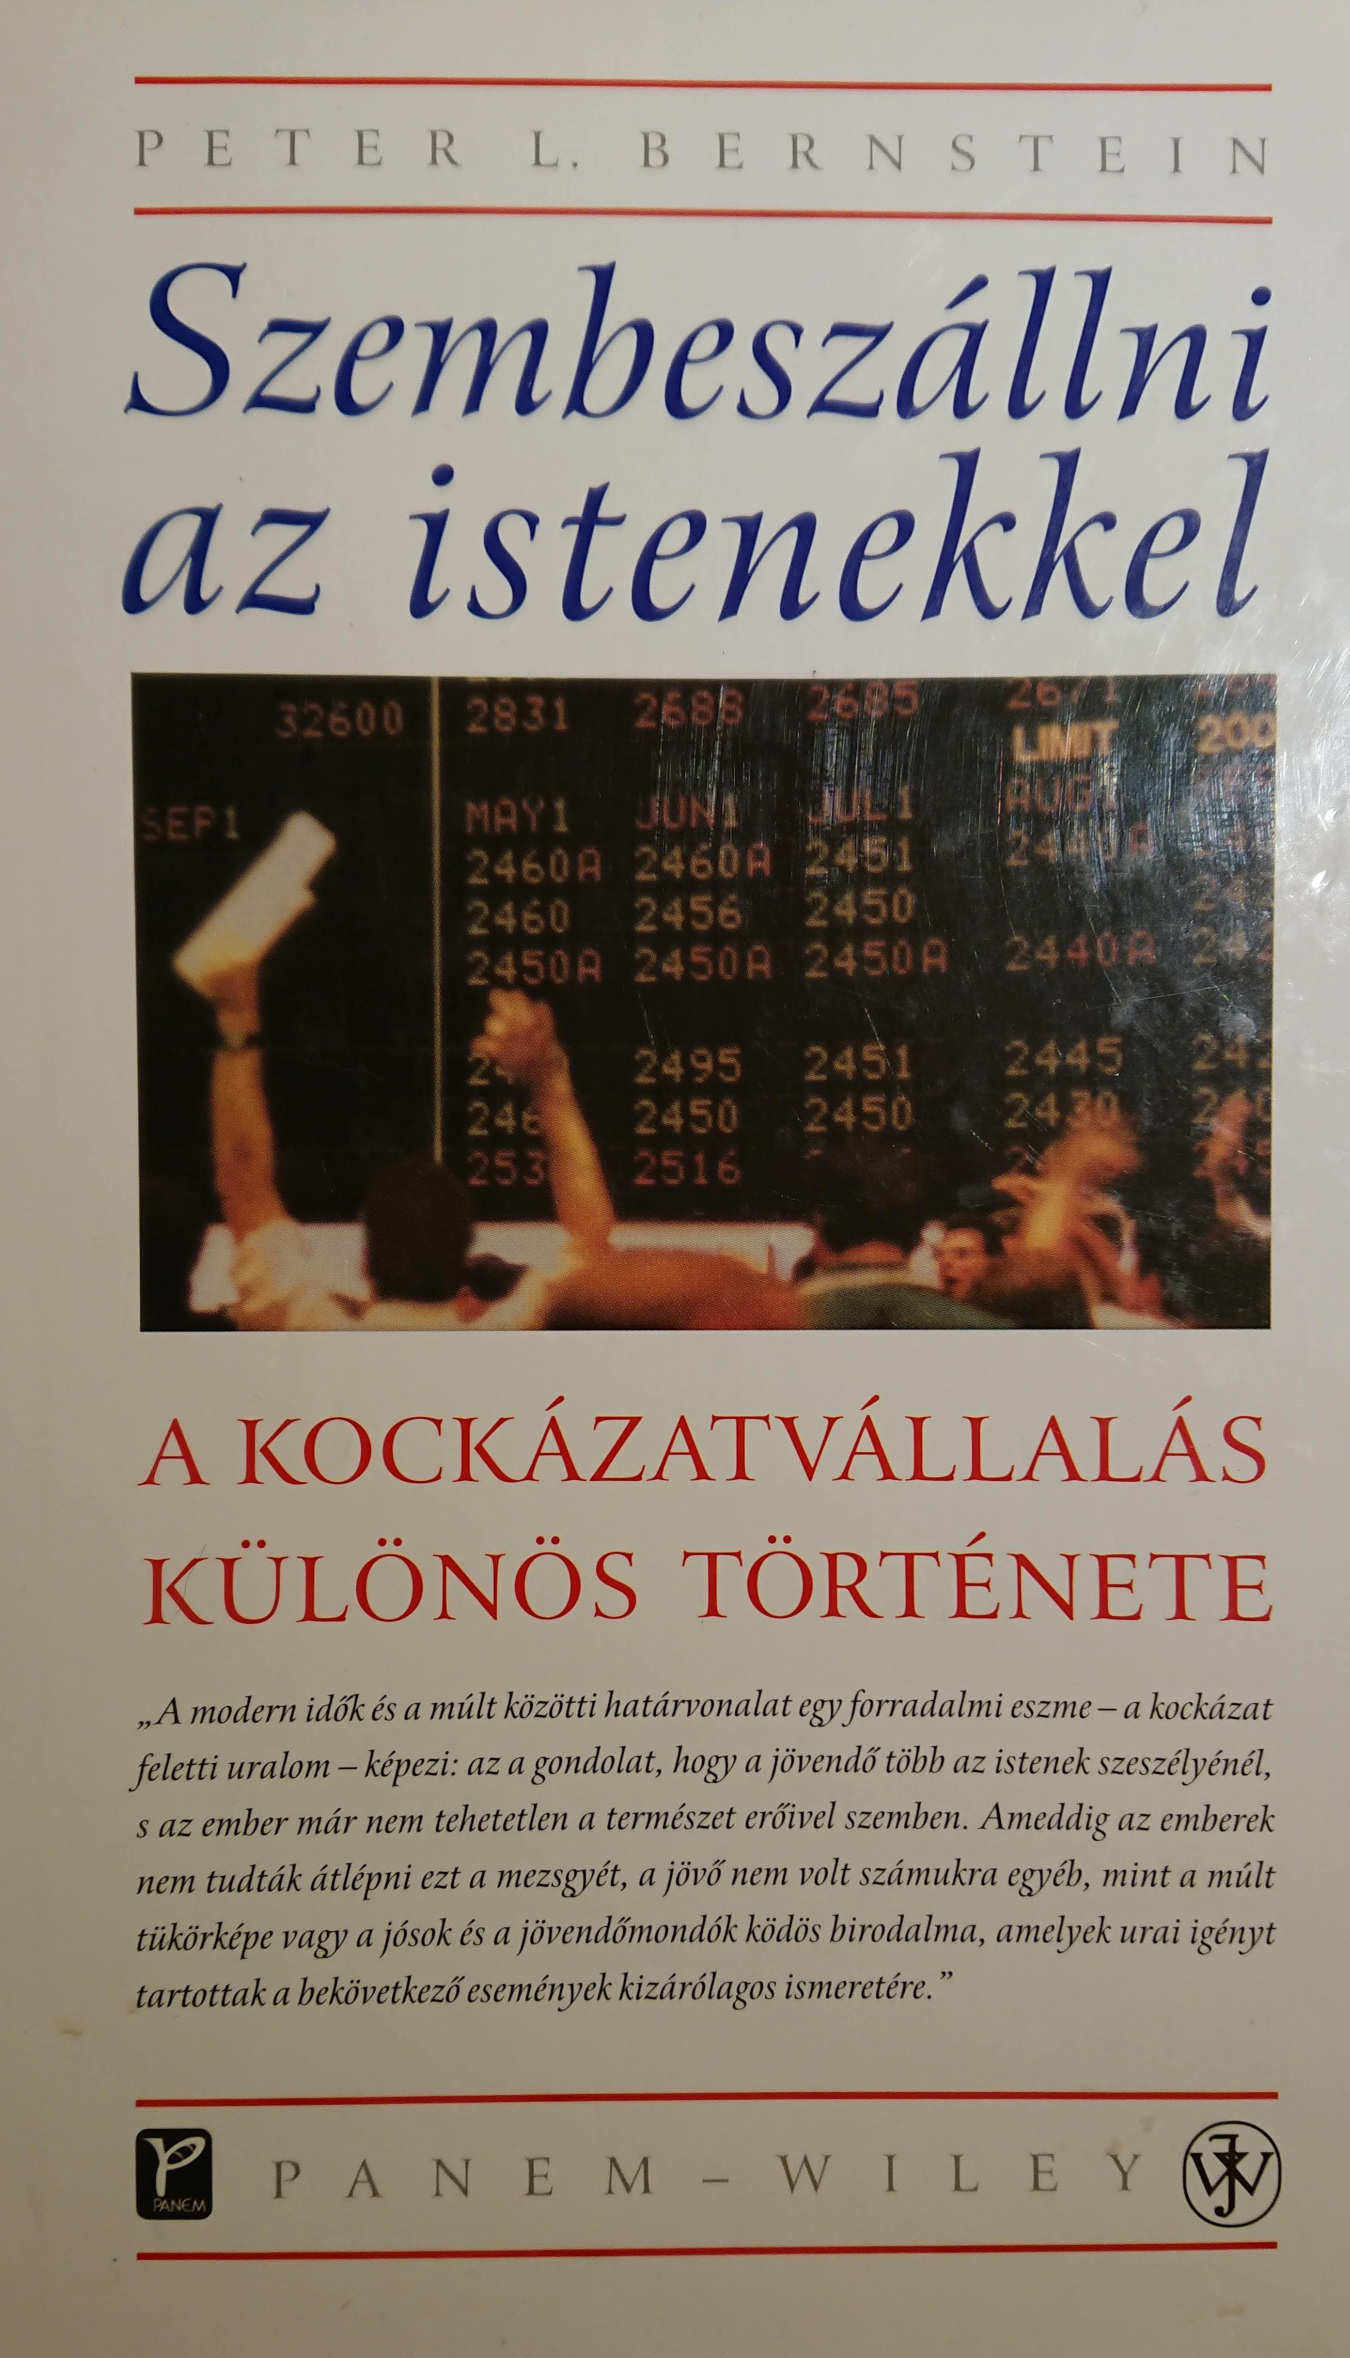 PETER L. BERNSTEIN
Szembeszállni
az istenekkel
32600 2831 2688 2685 2671
LIMIT 200
SEP1 MAY1 JUN1 JUL1 AUG1
2460A 2460A 2451
2460 2456 2450
2450A 2450A 2450A 2440A
2495 2451 2445
2450 2450 2430
2516
A KOCKÁZATVÁLLALÁS
KÜLÖNÖS TÖRTÉNETE
„A modern idők és a múlt közötti határvonalat egy forradalmi eszme – a kockázat
feletti uralom – képezi: az a gondolat, hogy a jövendő több az istenek szeszélyénél,
s az ember már nem tehetetlen a természet erőivel szemben. Ameddig az emberek
nem tudták átlépni ezt a mezsgyét, a jövő nem volt számukra egyéb, mint a múlt
tükörképe vagy a jósok és a jövendőmondók ködös birodalma, amelyek urai igényt
tartottak a bekövetkező események kizárólagos ismeretére.”
PANEM
PANEM – WILEY